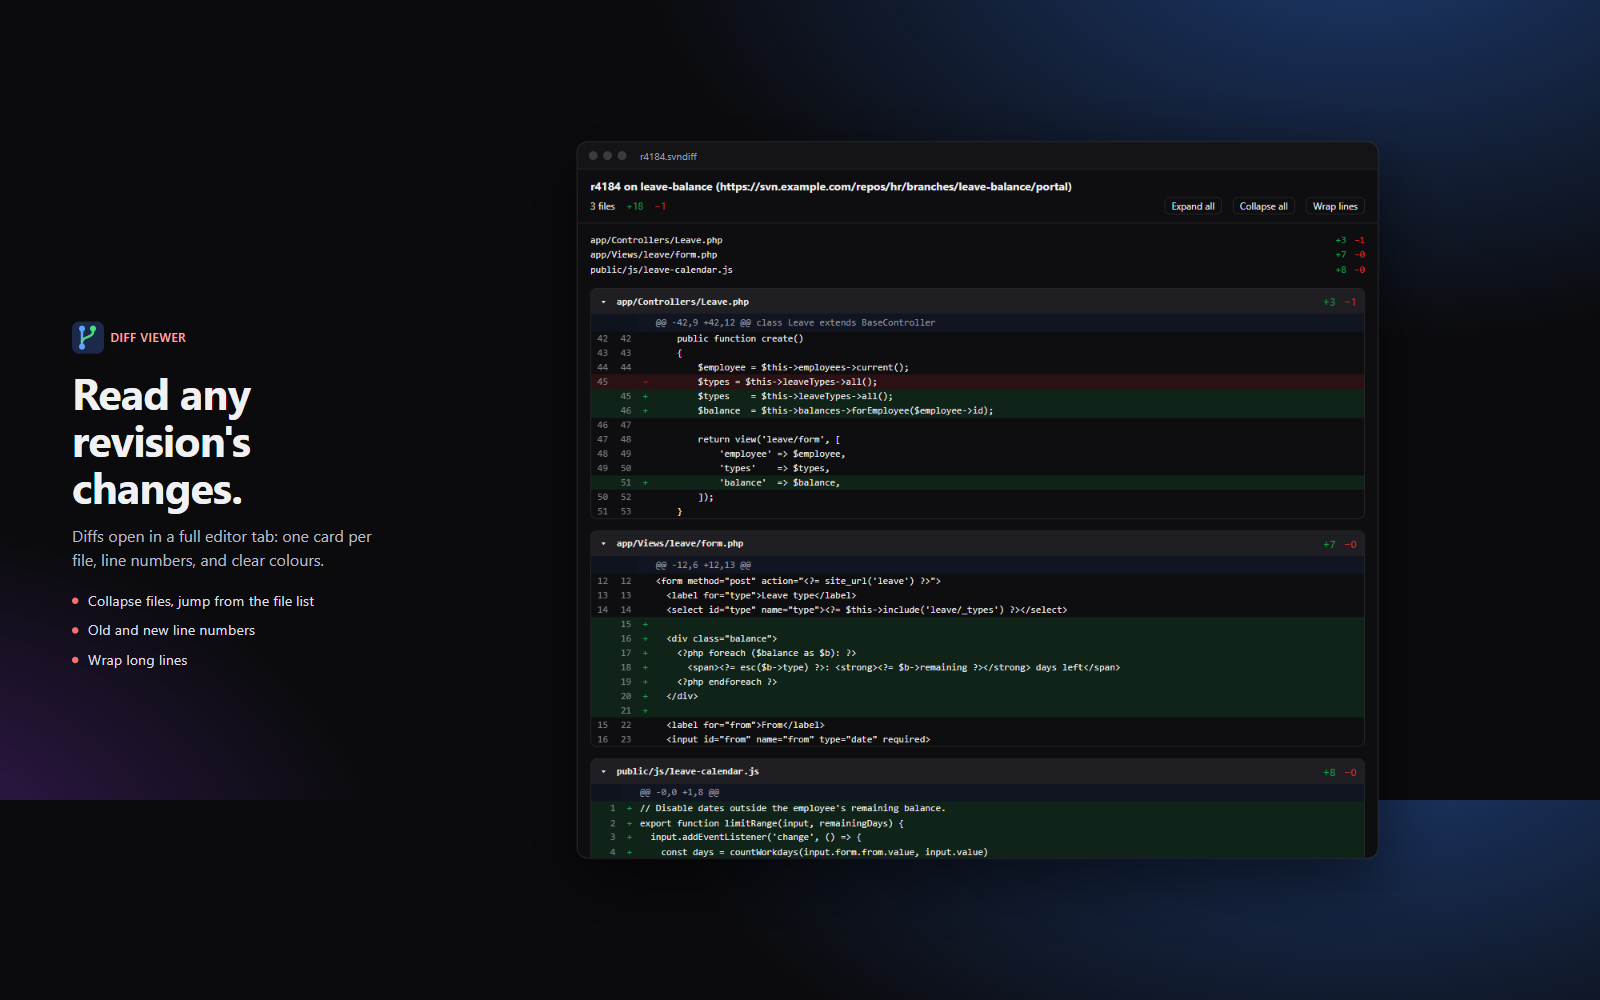 DIFF VIEWER
Read any
revision's
changes.
Diffs open in a full editor tab: one card per
file, line numbers, and clear colours.
Collapse files, jump from the file list
Old and new line numbers
Wrap long lines
r4184.svndiff
r4184 on leave-balance (https://svn.example.com/repos/hr/branches/leave-balance/portal)
3 files +18 −1 Expand all Collapse all Wrap lines
app/Controllers/Leave.php +3 −1
app/Views/leave/form.php +7 −0
public/js/leave-calendar.js +8 −0
app/Controllers/Leave.php +3 −1
@@ -42,9 +42,12 @@ class Leave extends BaseController
42 42 public function create()
43 43 {
44 44 $employee = $this->employees->current();
45 − $types = $this->leaveTypes->all();
45 + $types    = $this->leaveTypes->all();
46 + $balance  = $this->balances->forEmployee($employee->id);
46 47
47 48 return view('leave/form', [
48 49 'employee' => $employee,
49 50 'types'    => $types,
51 + 'balance'  => $balance,
50 52 ]);
51 53 }
app/Views/leave/form.php +7 −0
@@ -12,6 +12,13 @@
12 12 <form method="post" action="<?= site_url('leave') ?>">
13 13 <label for="type">Leave type</label>
14 14 <select id="type" name="type"><?= $this->include('leave/_types') ?></select>
15 +
16 + <div class="balance">
17 + <?php foreach ($balance as $b): ?>
18 + <span><?= esc($b->type) ?>: <strong><?= $b->remaining ?></strong> days left</span>
19 + <?php endforeach ?>
20 + </div>
21 +
15 22 <label for="from">From</label>
16 23 <input id="from" name="from" type="date" required>
public/js/leave-calendar.js +8 −0
@@ -0,0 +1,8 @@
1 + // Disable dates outside the employee's remaining balance.
2 + export function limitRange(input, remainingDays) {
3 + input.addEventListener('change', () => {
4 + const days = countWorkdays(input.form.from.value, input.value)